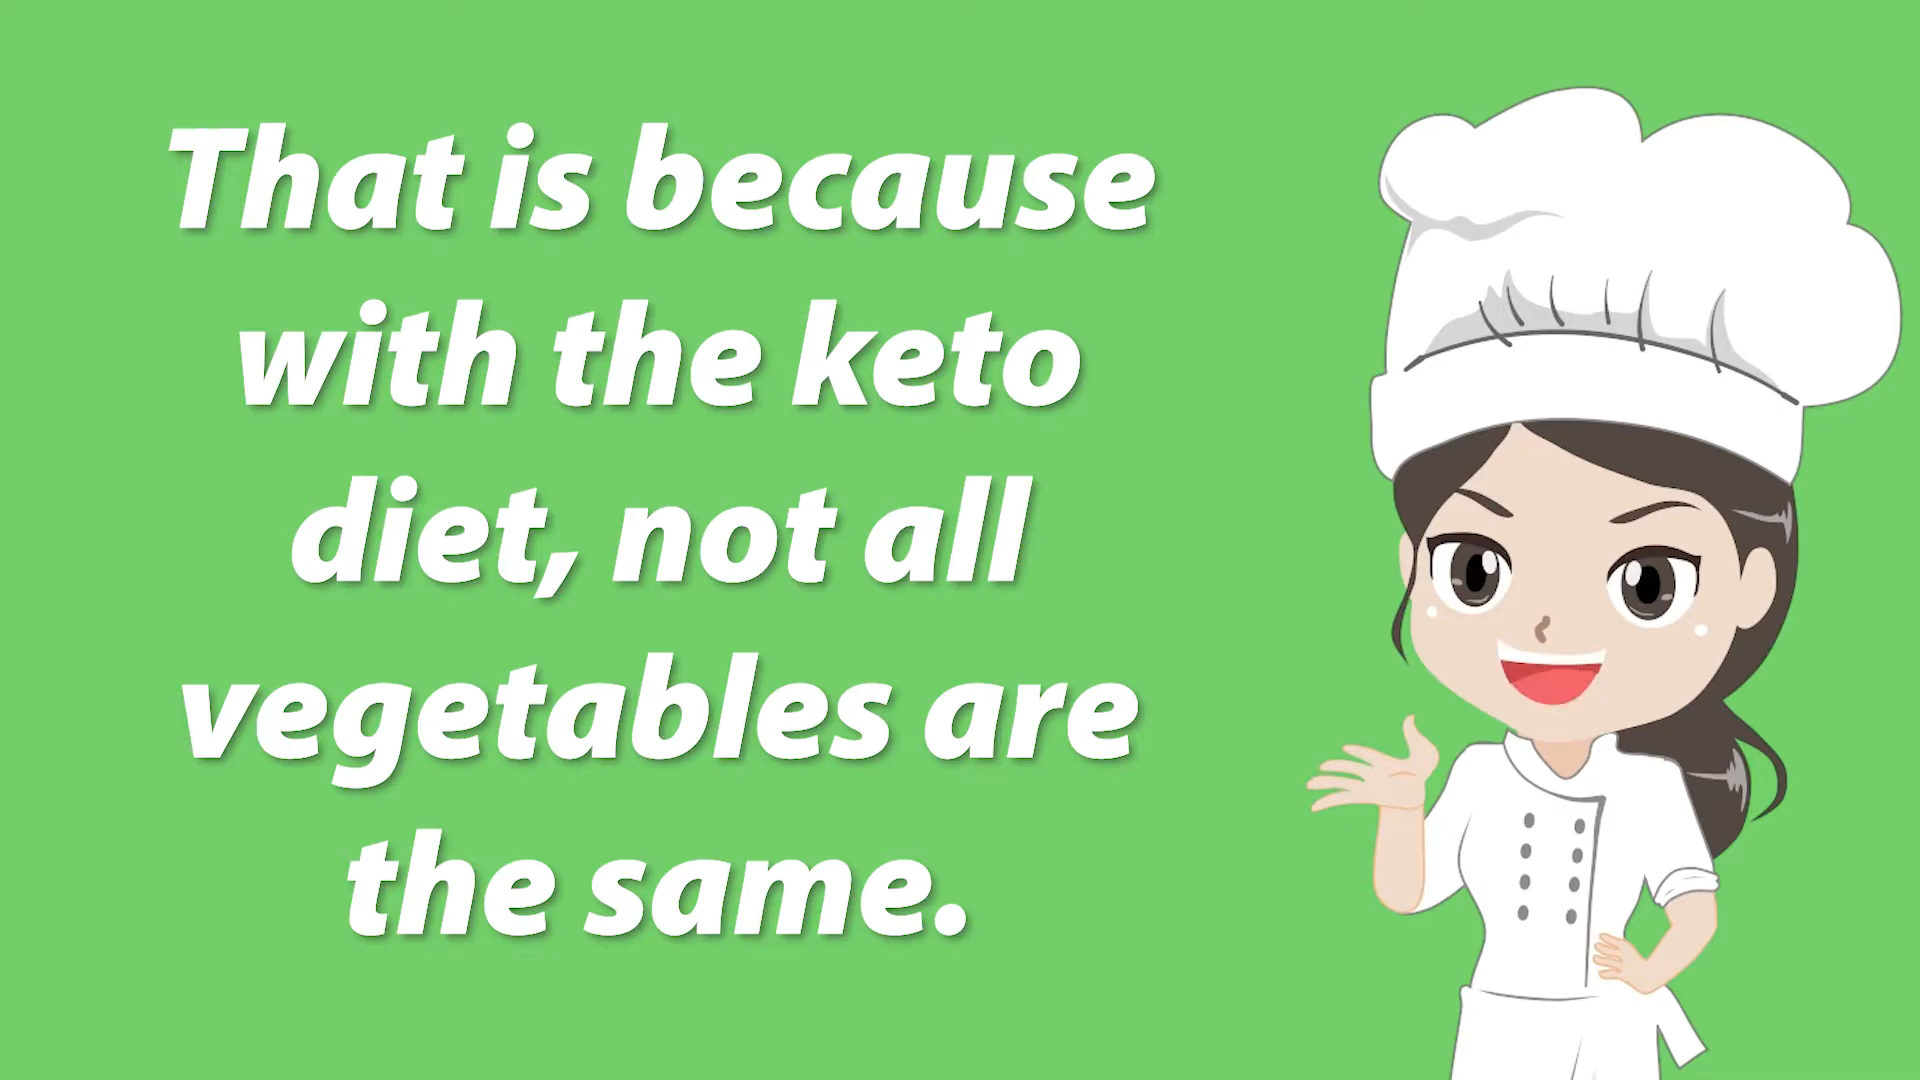 That is because
with the keto
diet, not all
vegetables are
the same.